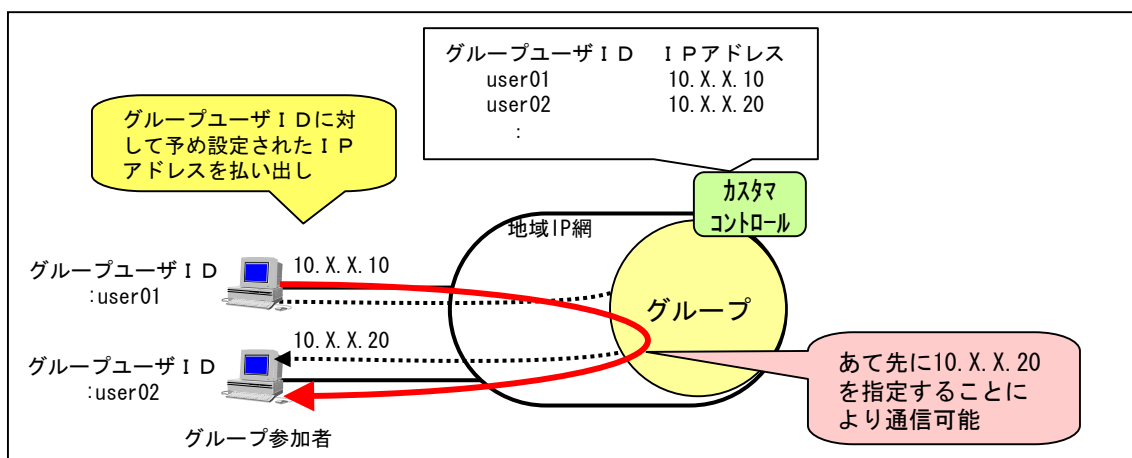 グループユーザＩＤ　ＩＰアドレス
user01　10.X.X.10
user02　10.X.X.20
:
グループユーザＩＤに対
して予め設定されたＩＰ
アドレスを払い出し
ｶｽﾀﾏ
ｺﾝﾄﾛｰﾙ
地域IP網
グループユーザＩＤ
:user01
10.X.X.10
グループ
グループユーザＩＤ
:user02
10.X.X.20
あて先に10.X.X.20
を指定することに
より通信可能
グループ参加者